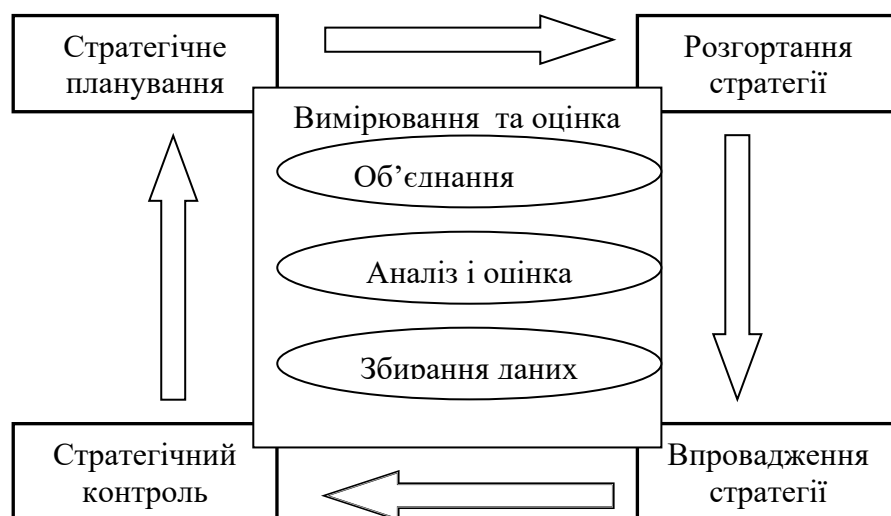 Стратегічне
планування
Розгортання
стратегії
Вимірювання та оцінка
Об’єднання
Аналіз і оцінка
Збирання даних
Стратегічний
контроль
Впровадження
стратегії